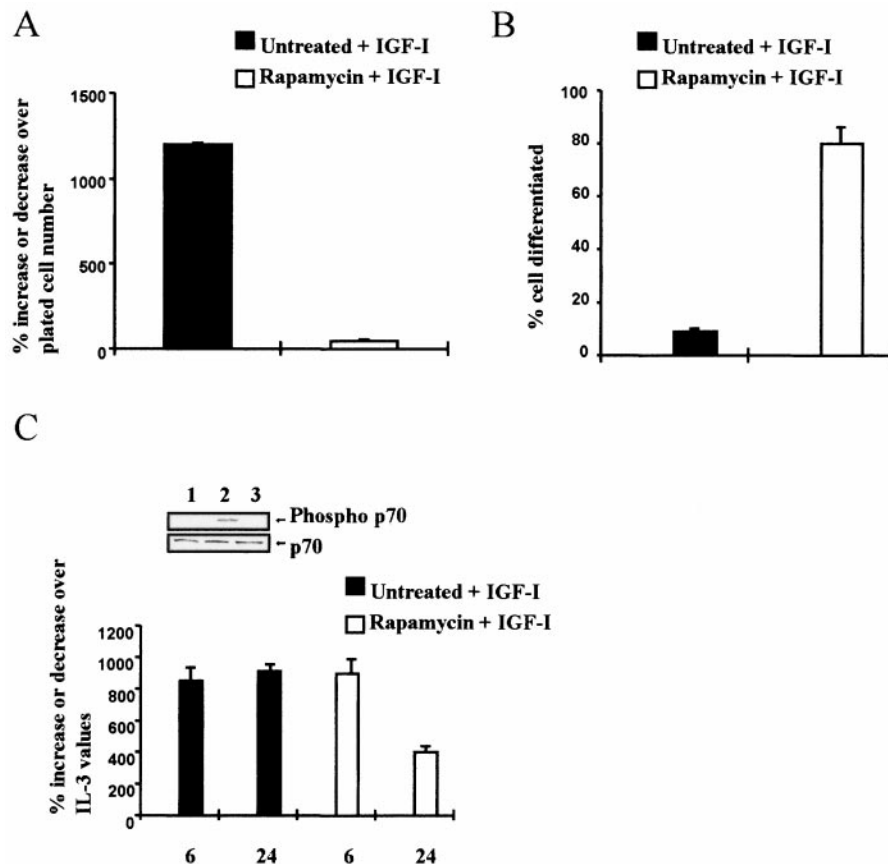 A
Untreated + IGF-I
Rapamycin + IGF-I
% increase or decrease over
plated cell number
1500
1000
500
0
B
Untreated + IGF-I
Rapamycin + IGF-I
% cell differentiated
100
80
60
40
20
0
C
1 2 3
Phospho p70
p70
Untreated + IGF-I
Rapamycin + IGF-I
% increase or decrease over
IL-3 values
1200
1000
800
600
400
200
0
6 24 6 24